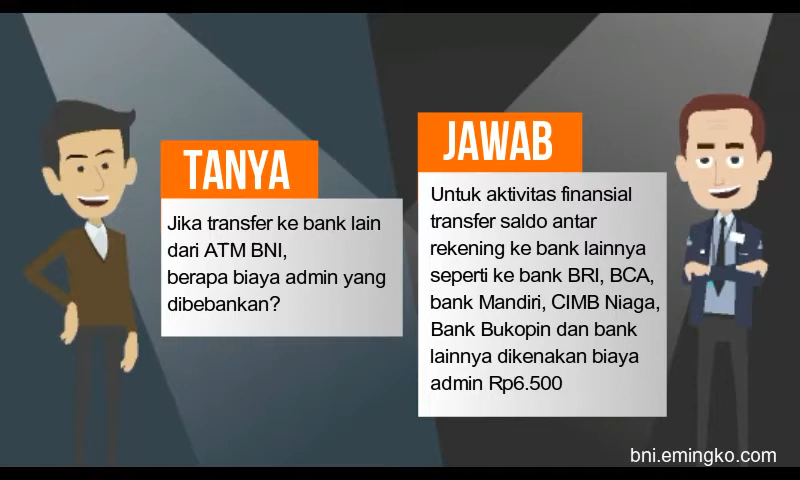 TANYA
Jika transfer ke bank lain
dari ATM BNI,
berapa biaya admin yang
dibebankan?
JAWAB
Untuk aktivitas finansial
transfer saldo antar
rekening ke bank lainnya
seperti ke bank BRI, BCA,
bank Mandiri, CIMB Niaga,
Bank Bukopin dan bank
lainnya dikenakan biaya
admin Rp6.500
bni.emingko.com